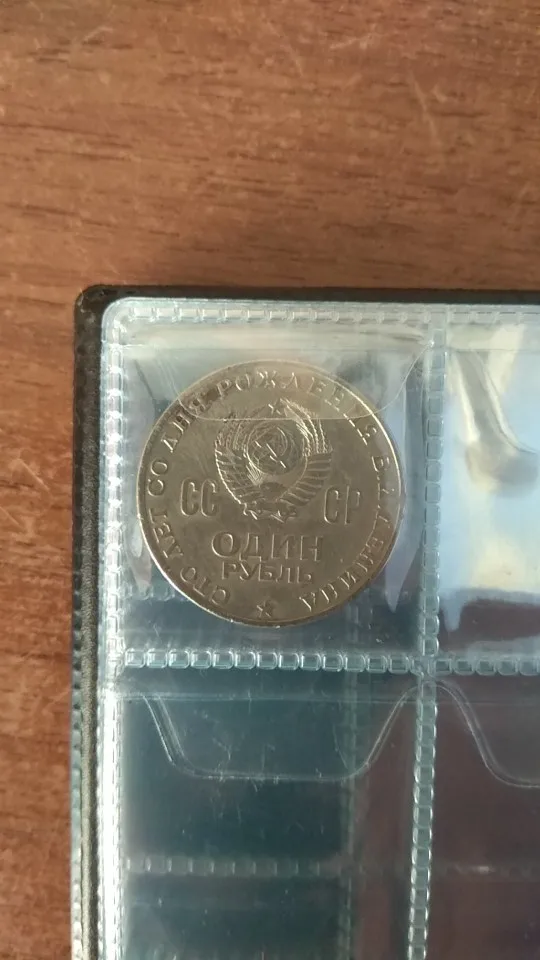 СТО ЛЕТ СО ДНЯ РОЖДЕНИЯ В.И.ЛЕНИНА
СС СР
ОДИН
РУБЛЬ